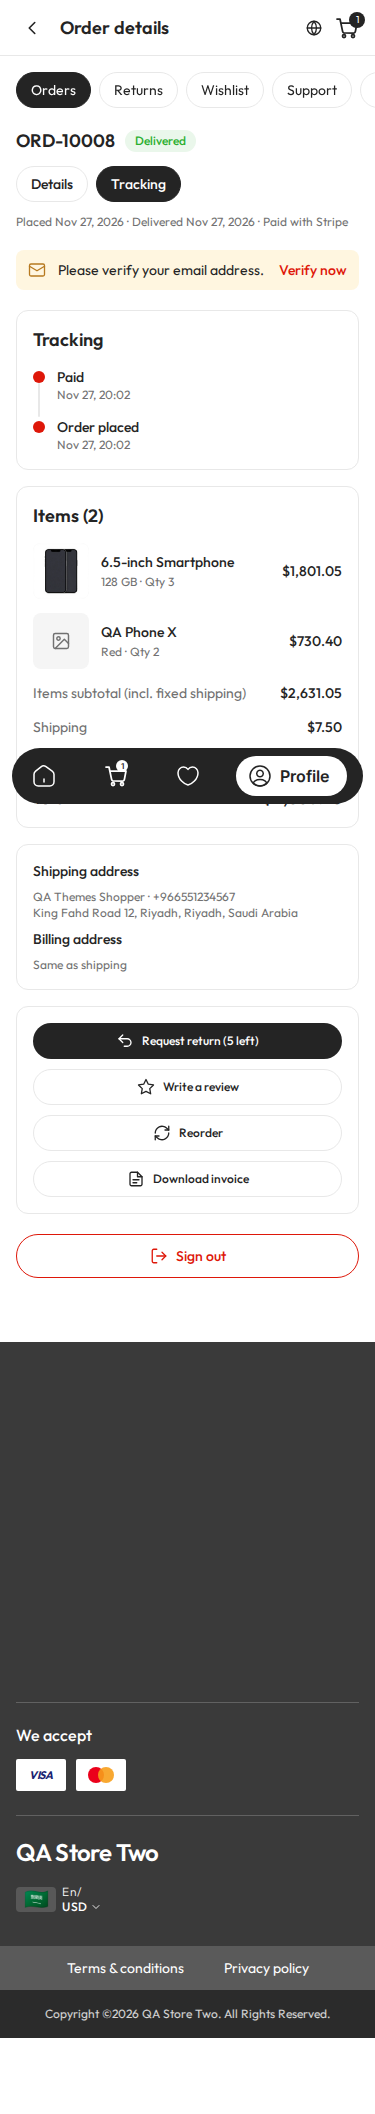 Order details
1
Orders
Returns
Wishlist
Support
ORD-10008
Delivered
Details
Tracking
Placed Nov 27, 2026 · Delivered Nov 27, 2026 · Paid with Stripe
Please verify your email address.
Verify now
Tracking
Paid
Nov 27, 20:02
Order placed
Nov 27, 20:02
Items (2)
6.5-inch Smartphone
128 GB · Qty 3
$1,801.05
QA Phone X
Red · Qty 2
$730.40
Items subtotal (incl. fixed shipping)
$2,631.05
Shipping
$7.50
1
Profile
Shipping address
QA Themes Shopper · +966551234567
King Fahd Road 12, Riyadh, Riyadh, Saudi Arabia
Billing address
Same as shipping
Request return (5 left)
Write a review
Reorder
Download invoice
Sign out
We accept
VISA
QA Store Two
En/
USD
Terms & conditions
Privacy policy
Copyright ©2026 QA Store Two. All Rights Reserved.